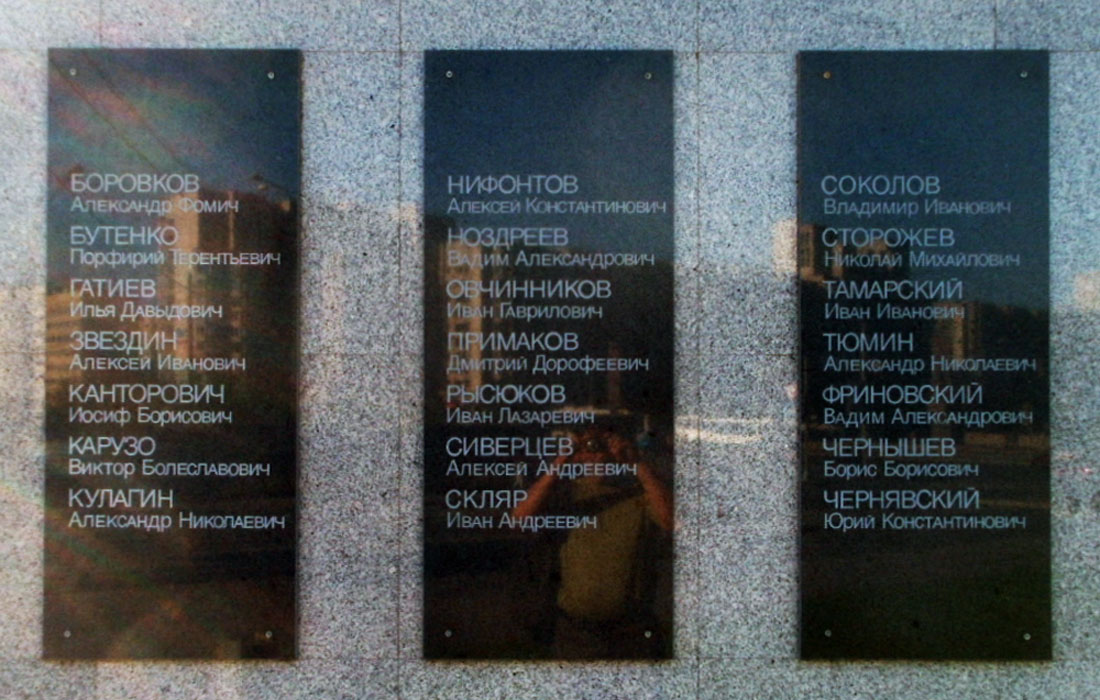 БОРОВКОВ
Александр Фомич
БУТЕНКО
Порфирий Терентьевич
ГАТИЕВ
Илья Давыдович
ЗВЕЗДИН
Алексей Иванович
КАНТОРОВИЧ
Иосиф Борисович
КАРУЗО
Виктор Болеславович
КУЛАГИН
Александр Николаевич
НИФОНТОВ
Алексей Константинович
НОЗДРЕЕВ
Вадим Александрович
ОВЧИННИКОВ
Иван Гаврилович
ПРИМАКОВ
Дмитрий Дорофеевич
РЫСЮКОВ
Иван Лазаревич
СИВЕРЦЕВ
Алексей Андреевич
СКЛЯР
Иван Андреевич
СОКОЛОВ
Владимир Иванович
СТОРОЖЕВ
Николай Михайлович
ТАМАРСКИЙ
Иван Иванович
ТЮМИН
Александр Николаевич
ФРИНОВСКИЙ
Вадим Александрович
ЧЕРНЫШЕВ
Борис Борисович
ЧЕРНЯВСКИЙ
Юрий Константинович